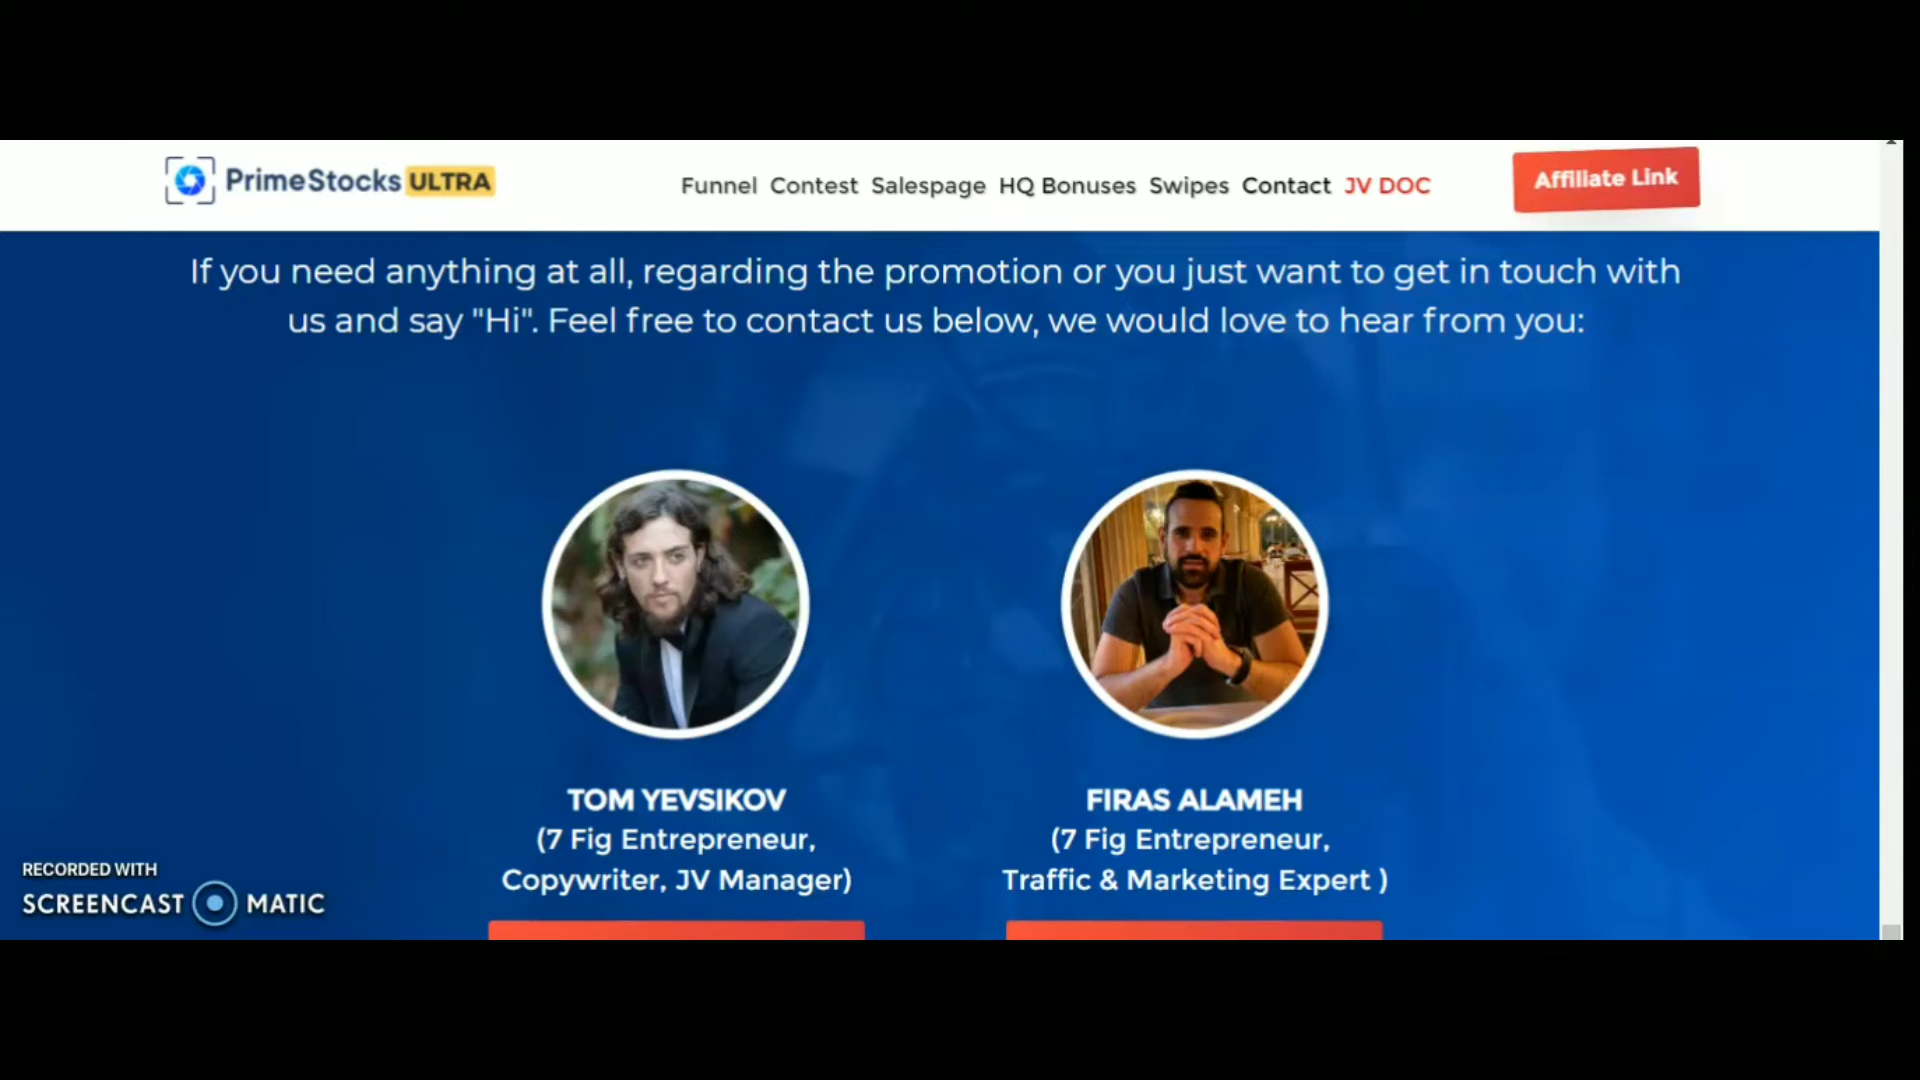 PrimeStocks ULTRA
Funnel Contest Salespage HQ Bonuses Swipes Contact JV DOC
Affiliate Link
If you need anything at all, regarding the promotion or you just want to get in touch with
us and say "Hi". Feel free to contact us below, we would love to hear from you:
TOM YEVSIKOV
(7 Fig Entrepreneur,
Copywriter, JV Manager)
FIRAS ALAMEH
(7 Fig Entrepreneur,
Traffic & Marketing Expert )
RECORDED WITH
SCREENCAST MATIC